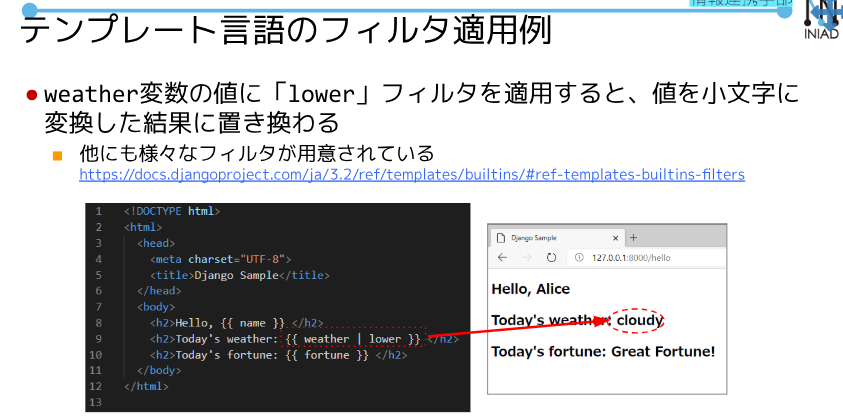 情報連携学部
INIAD
テンプレート言語のフィルタ適用例
weather変数の値に「lower」フィルタを適用すると、値を小文字に
変換した結果に置き換わる
他にも様々なフィルタが用意されている
https://docs.djangoproject.com/ja/3.2/ref/templates/builtins/#ref-templates-builtins-filters
1 <!DOCTYPE html>
2 <html>
3 <head>
4 <meta charset="UTF-8">
5 <title>Django Sample</title>
6 </head>
7 <body>
8 <h2>Hello, {{ name }} </h2>
9 <h2>Today's weather: {{ weather | lower }} </h2>
10 <h2>Today's fortune: {{ fortune }} </h2>
11 </body>
12 </html>
13
Django Sample
127.0.0.1:8000/hello
Hello, Alice
Today's weather: cloudy
Today's fortune: Great Fortune!